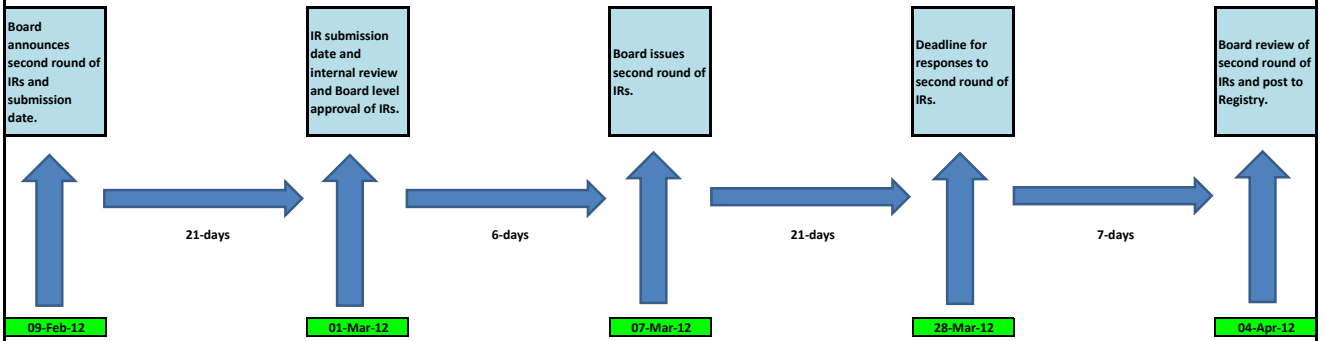 Board
announces
second round of
IRs and
submission
date.
IR submission
date and
internal review
and Board level
approval of IRs.
Board issues
second round of
IRs.
Deadline for
responses to
second round of
IRs.
Board review of
second round of
IRs and post to
Registry.
21-days
6-days
21-days
7-days
09-Feb-12
01-Mar-12
07-Mar-12
28-Mar-12
04-Apr-12